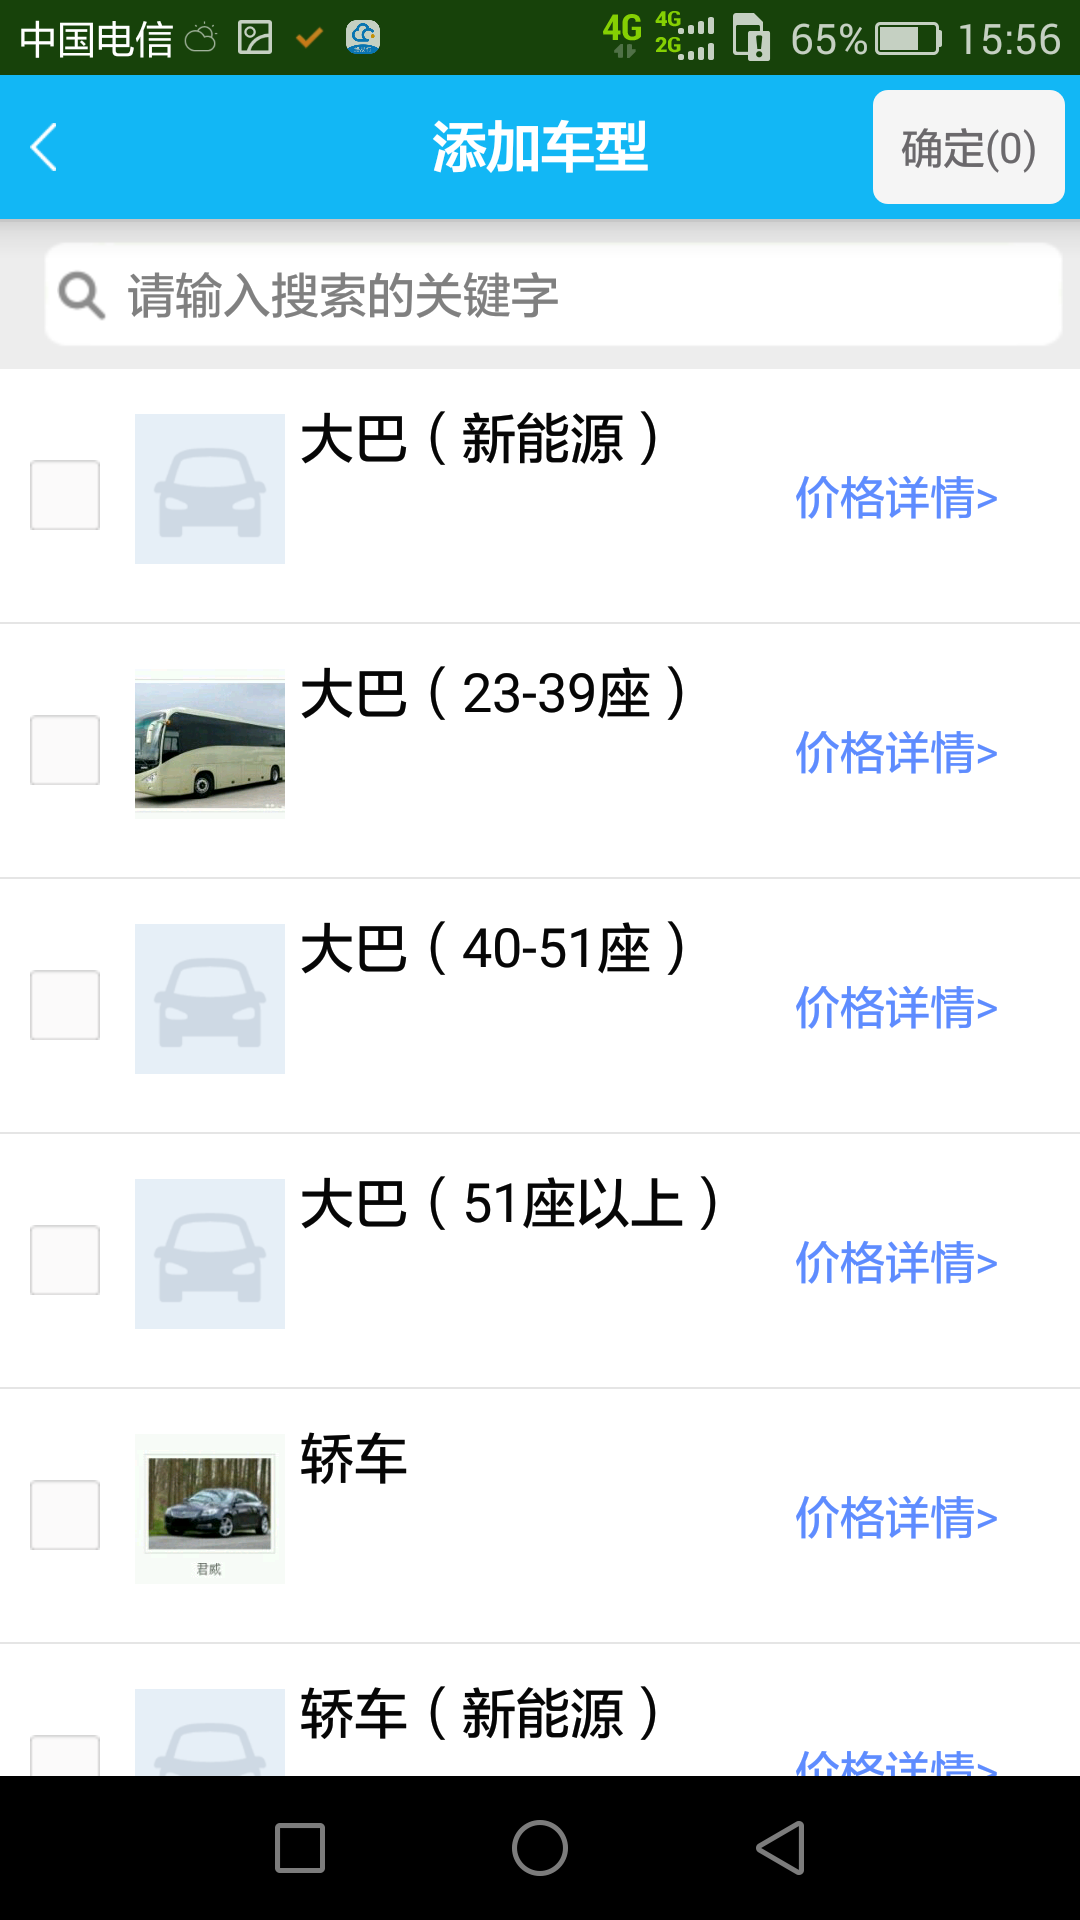 中国电信 4G 4G 2G 65% 15:56
添加车型 确定(0)
请输入搜索的关键字
大巴（新能源）
价格详情>
大巴（23-39座）
价格详情>
大巴（40-51座）
价格详情>
大巴（51座以上）
价格详情>
轿车
价格详情>
君威
轿车（新能源）
价格详情>